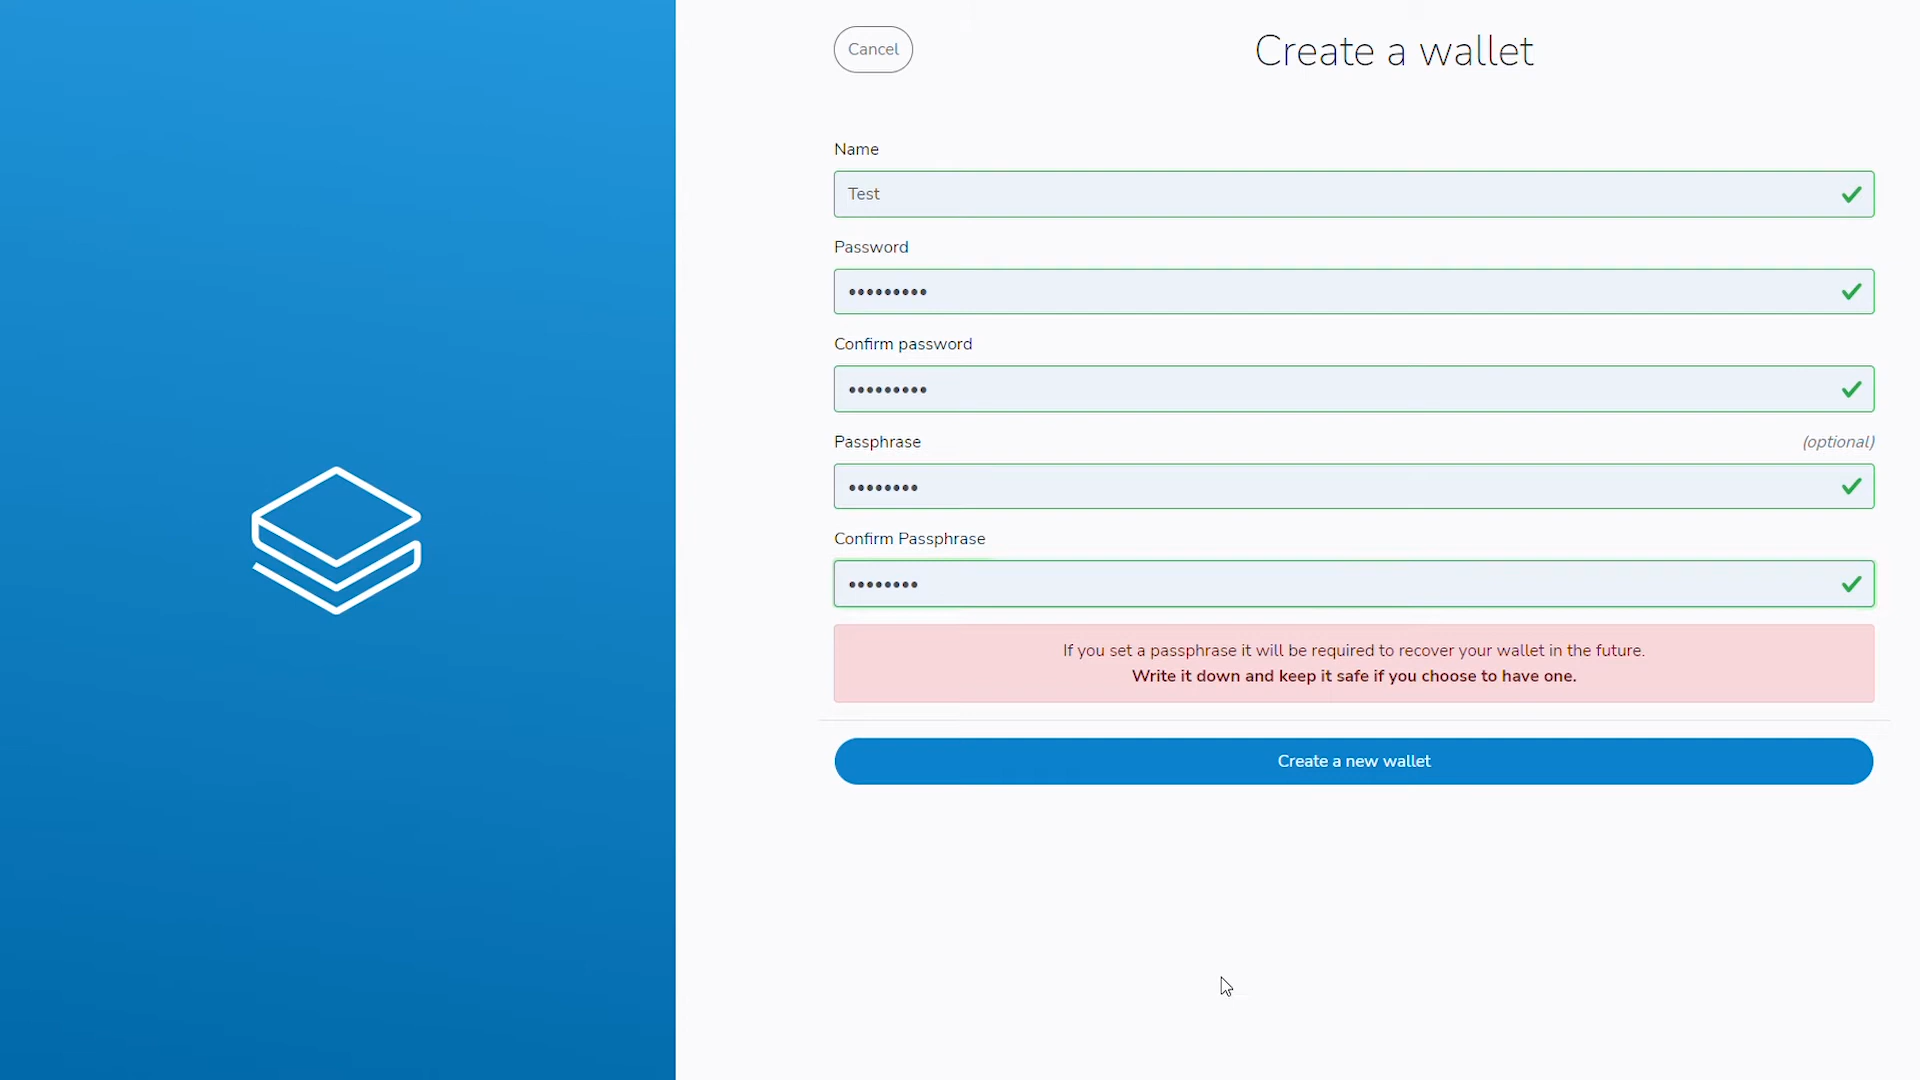 Cancel
Create a wallet
Name
Test
Password
•••••••••
Confirm password
•••••••••
Passphrase (optional)
••••••••
Confirm Passphrase
••••••••
If you set a passphrase it will be required to recover your wallet in the future.
Write it down and keep it safe if you choose to have one.
Create a new wallet